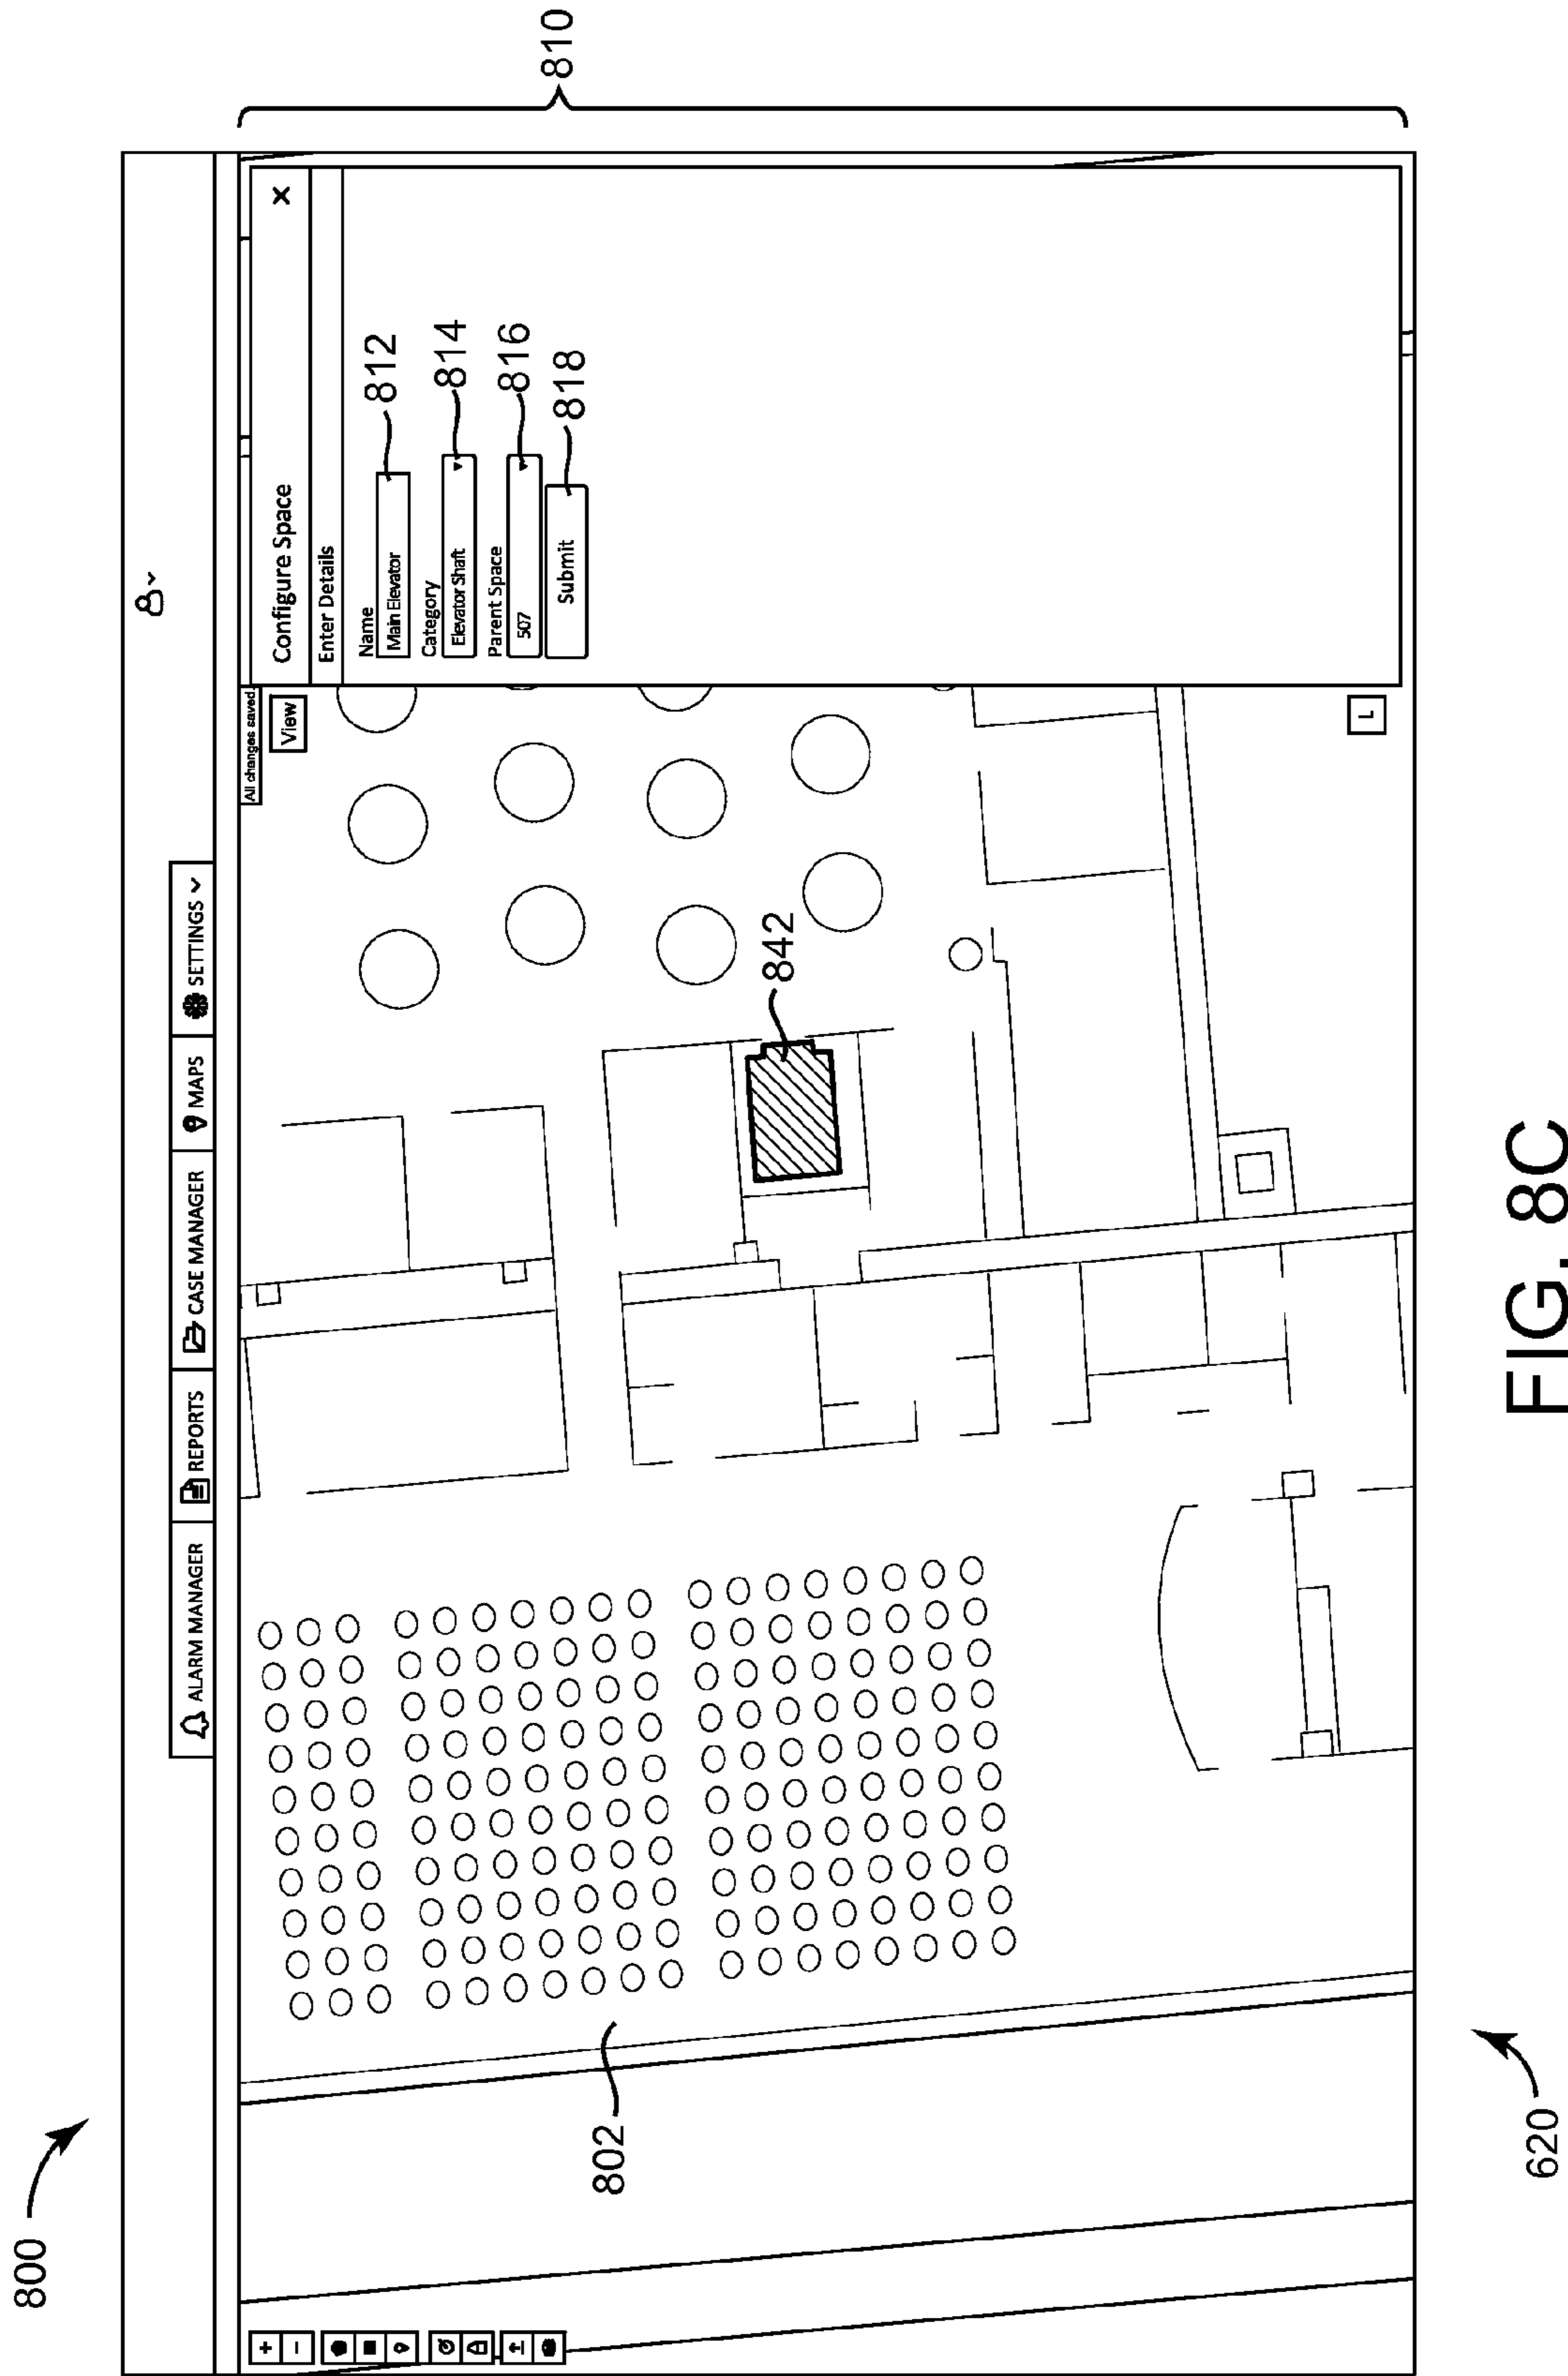 800
ALARM MANAGER REPORTS CASE MANAGER MAPS SETTINGS
All changes saved.
View
Configure Space X
Enter Details
Name
Main Elevator
812
Category
Elevator Shaft
814
Parent Space
507
816
Submit
818
810
+
-
802
842
L
620
FIG. 8C